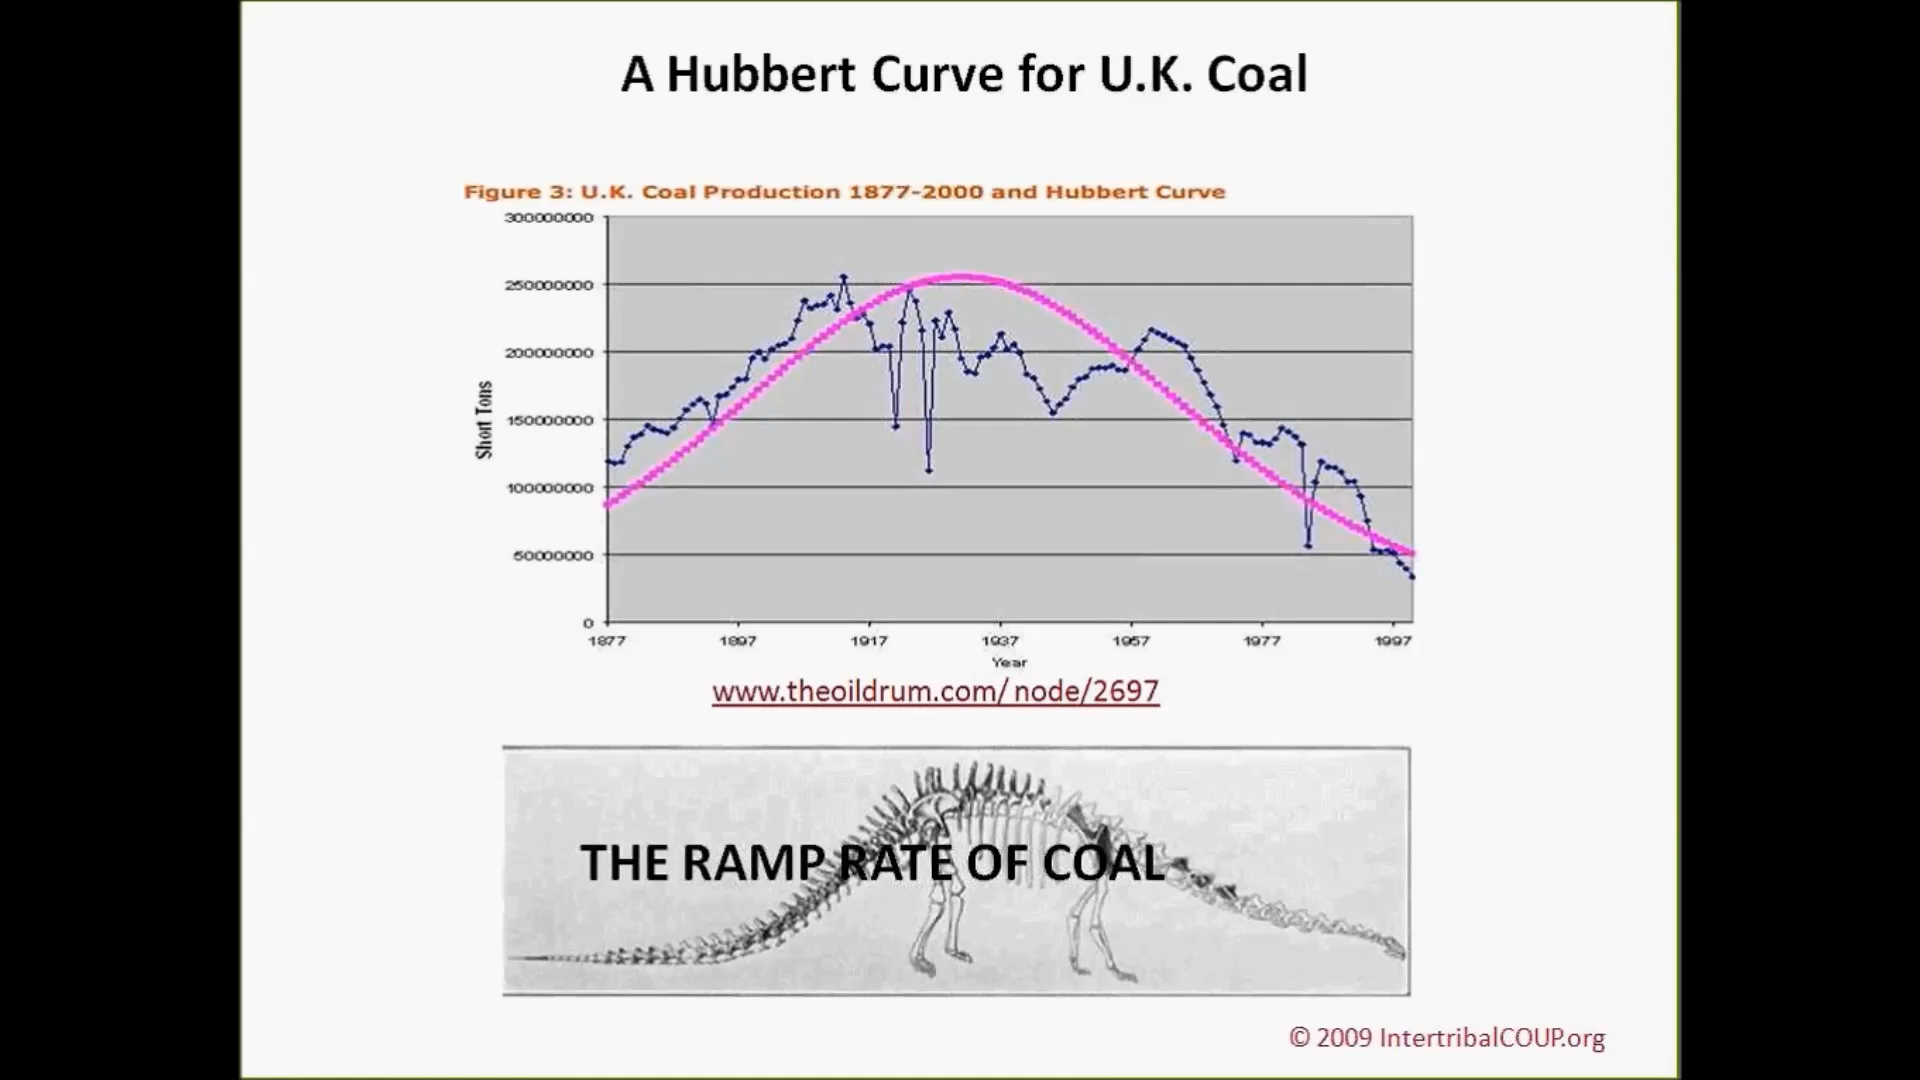 A Hubbert Curve for U.K. Coal
Figure 3: U.K. Coal Production 1877-2000 and Hubbert Curve
300000000
250000000
200000000
150000000
100000000
50000000
0
Short Tons
1877 1897 1917 1937 1957 1977 1997
Year
www.theoildrum.com/ node/2697
THE RAMP RATE OF COAL
© 2009 IntertribalCOUP.org